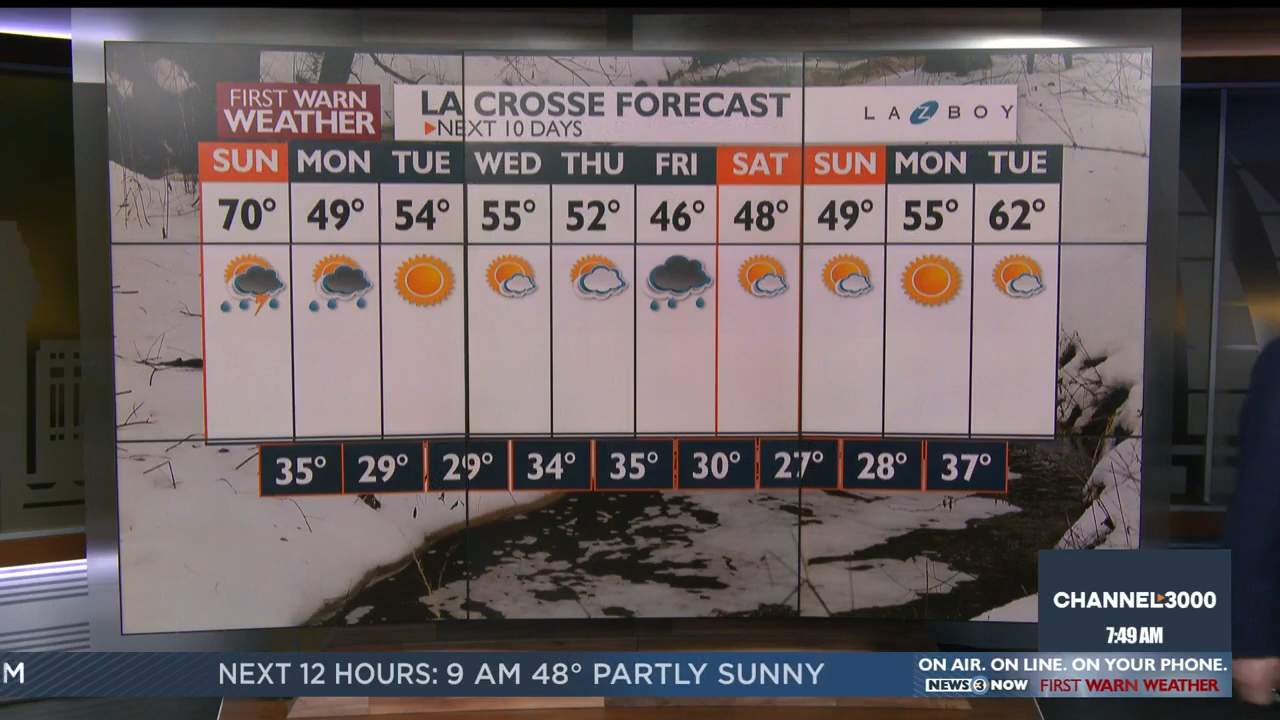 FIRST WARN
WEATHER
LA CROSSE FORECAST
NEXT 10 DAYS
LA Z BOY
SUN MON TUE WED THU FRI SAT SUN MON TUE
70° 49° 54° 55° 52° 46° 48° 49° 55° 62°
35° 29° 29° 34° 35° 30° 27° 28° 37°
CHANNEL3000
7:49 AM
M NEXT 12 HOURS: 9 AM 48° PARTLY SUNNY
ON AIR. ON LINE. ON YOUR PHONE.
NEWS 3 NOW FIRST WARN WEATHER